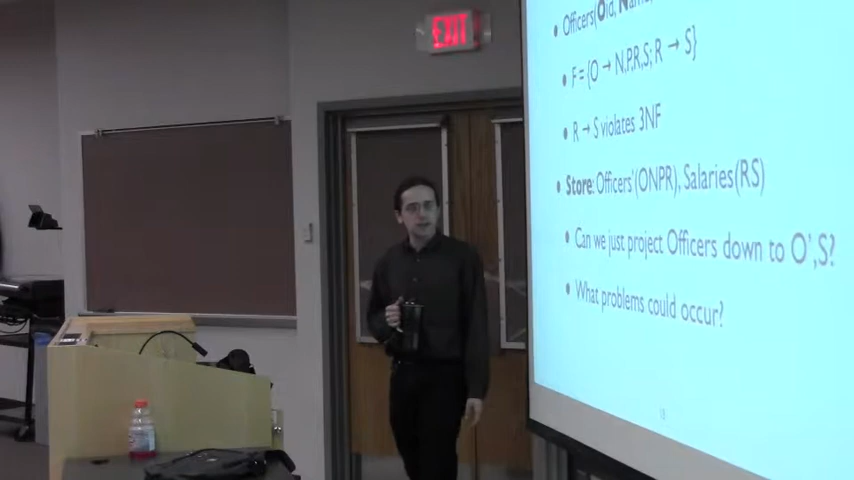 EXIT
• Officers(Oid,
• F = {O → N,P,R,S; R → S}
• R → S violates 3NF
• Store: Officers'(ONPR), Salaries(RS)
• Can we just project Officers down to O',S?
• What problems could occur?